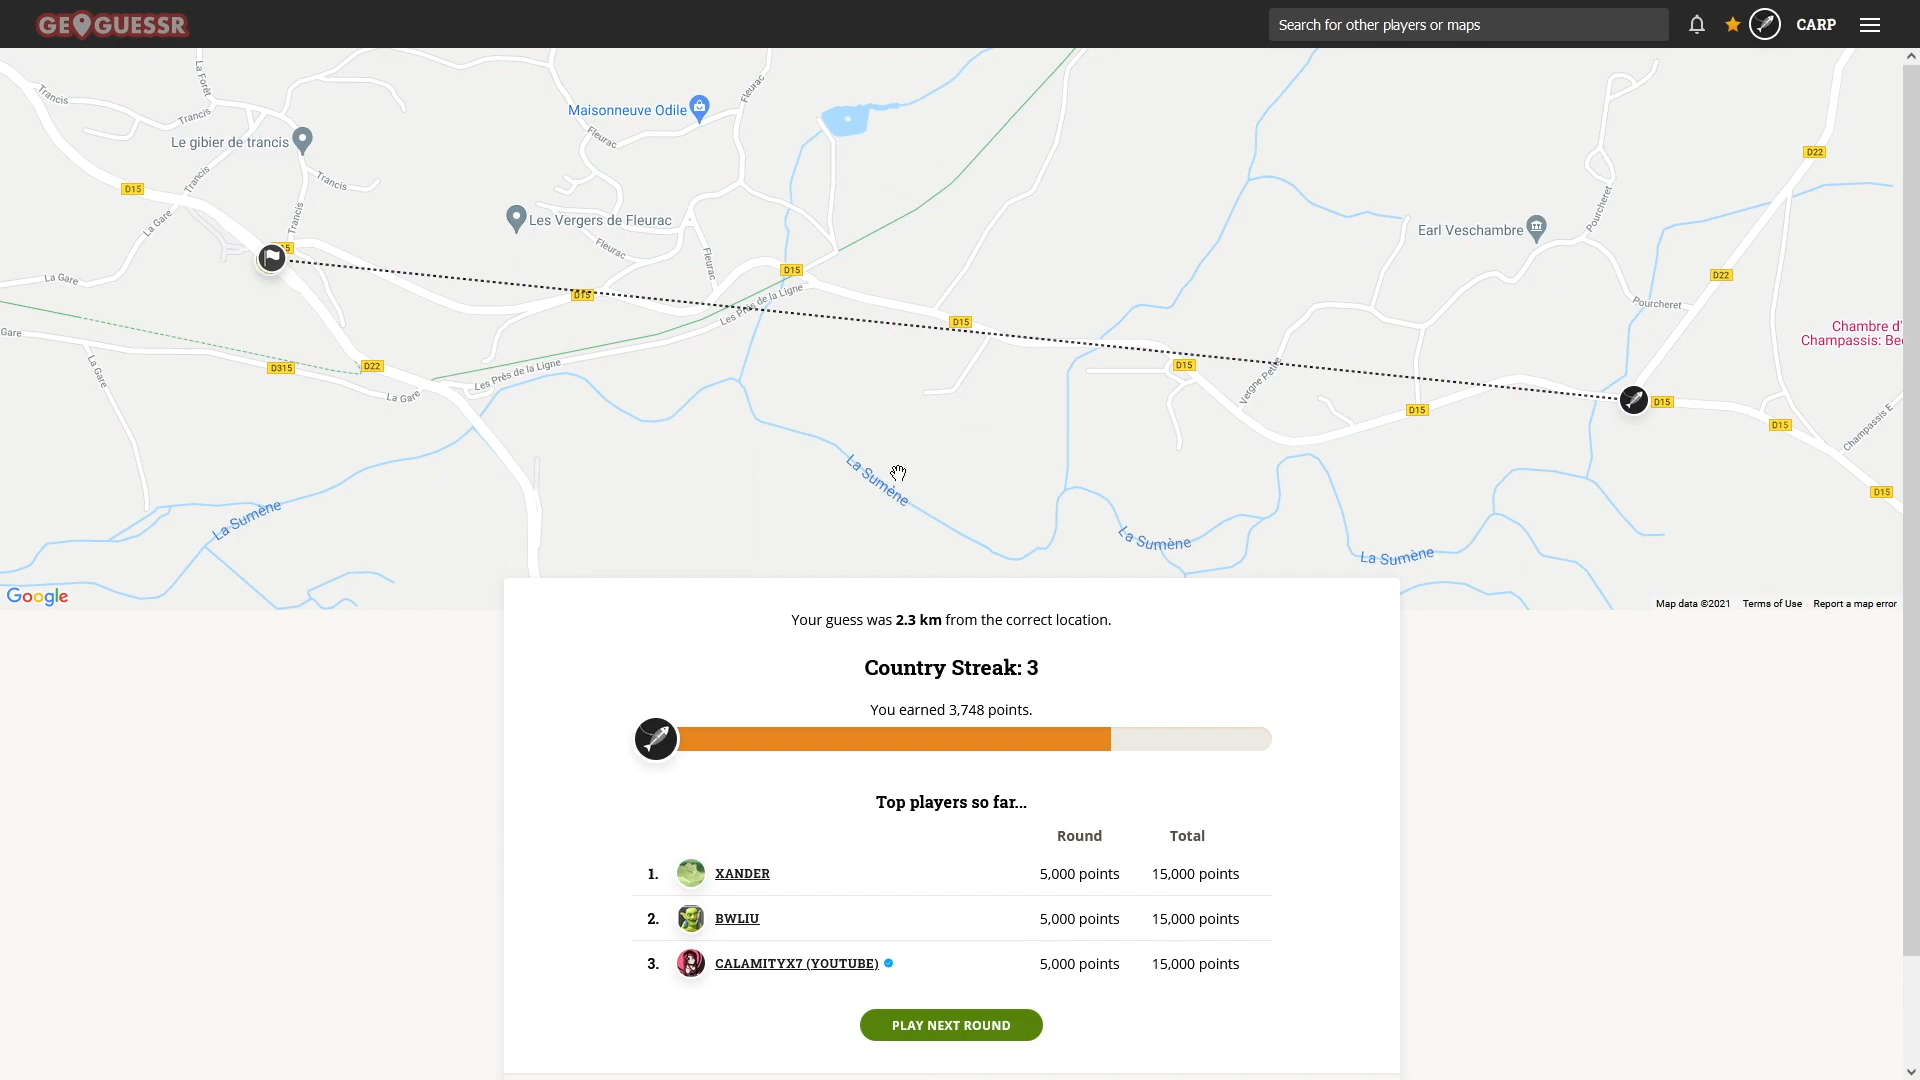 GEOGUESSR
Search for other players or maps
CARP
La Forêt
Trancis
Trancis
Le gibier de trancis
Trancis
Trancis
Trancis
D15
La Gare
La Gare
Gare
La Gare
La Gare
D315
D22
Maisonneuve Odile
Fleurac
Fleurac
Les Vergers de Fleurac
Fleurac
Fleurac
D15
D15
Les Prés de la Ligne
Les Prés de la Ligne
D15
D15
Vergne Petite
D15
D15
D15
D15
Earl Veschambre
Pourcheret
Pourcheret
D22
D22
Chambre d'
Champassis: Be
Champassis E
La Sumène
La Sumène
La Sumène
La Sumène
Google
Map data ©2021 Terms of Use Report a map error
Your guess was 2.3 km from the correct location.
Country Streak: 3
You earned 3,748 points.
Top players so far...
Round Total
1. XANDER 5,000 points 15,000 points
2. BWLIU 5,000 points 15,000 points
3. CALAMITYX7 (YOUTUBE) 5,000 points 15,000 points
PLAY NEXT ROUND